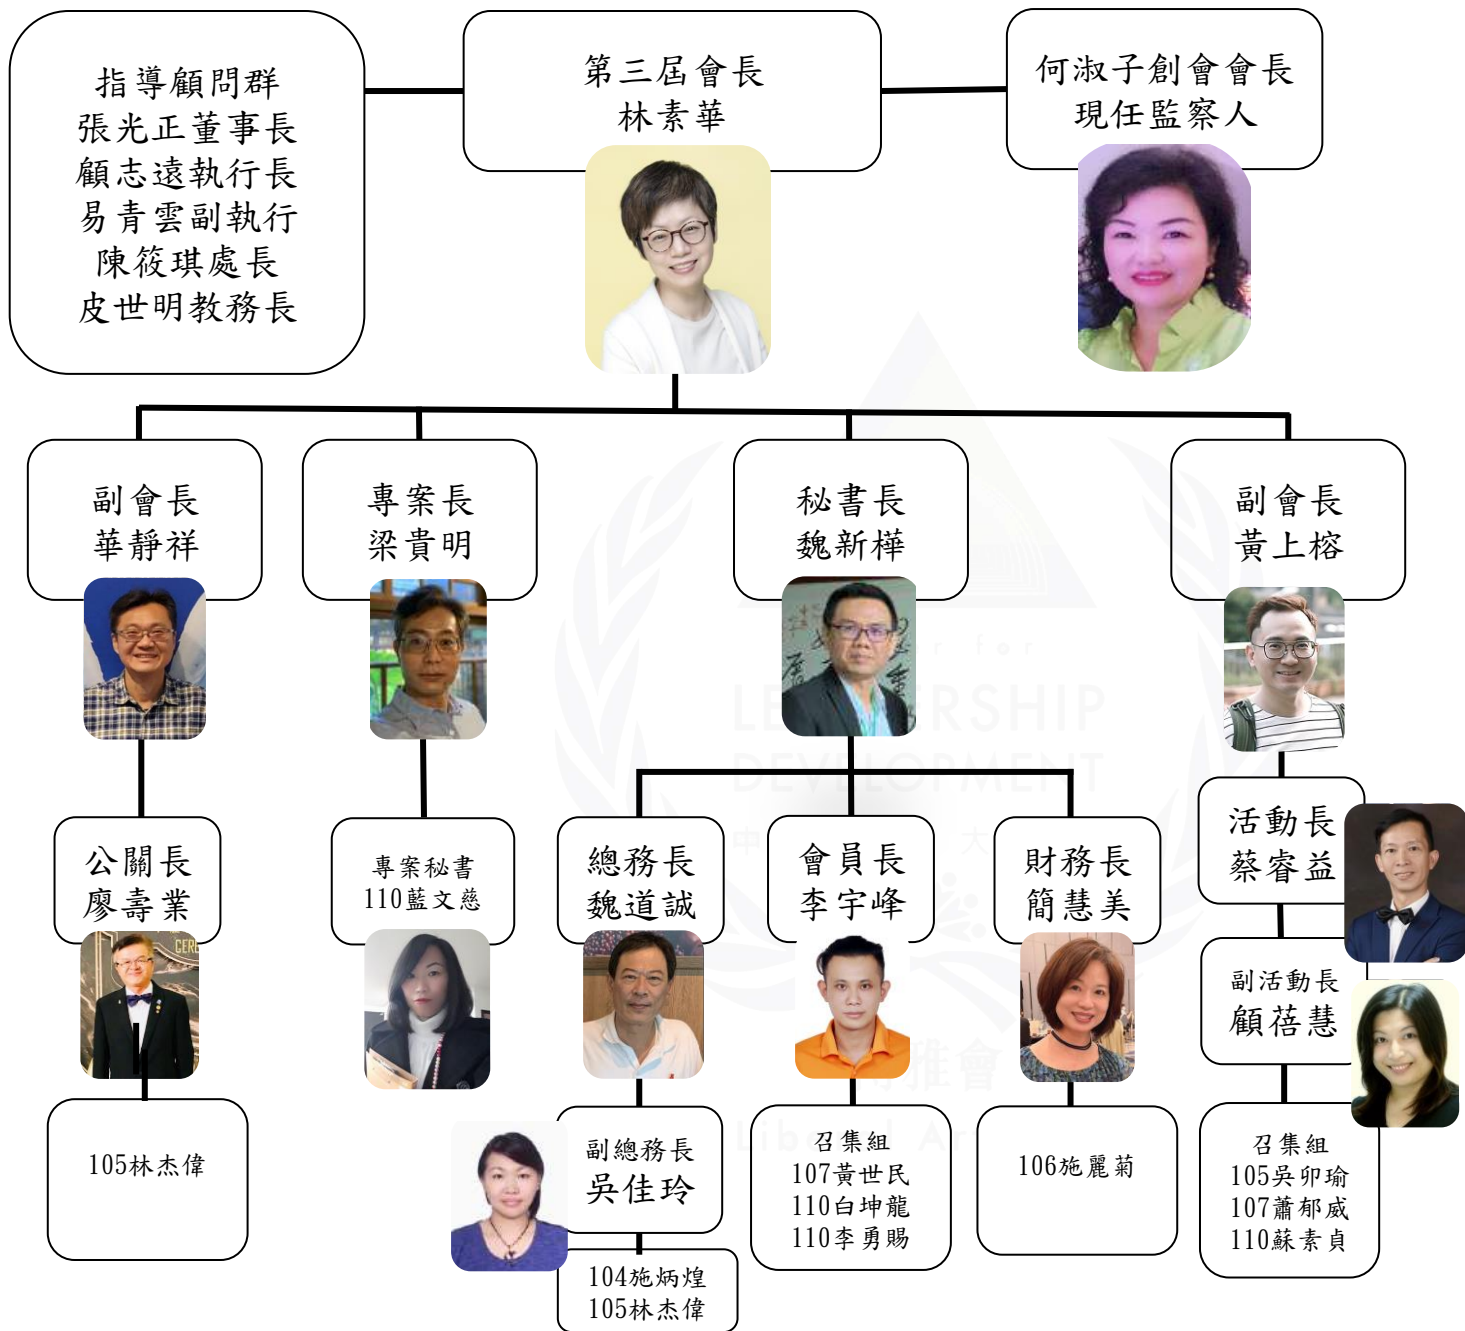 指導顧問群
張光正董事長
顧志遠執行長
易青雲副執行
陳筱琪處長
皮世明教務長
第三屆會長
林素華
何淑子創會會長
現任監察人
副會長
華靜祥
專案長
梁貴明
秘書長
魏新樺
副會長
黃上榕
公關長
廖壽業
專案秘書
110藍文慈
總務長
魏道誠
會員長
李宇峰
財務長
簡慧美
活動長
蔡睿益
副活動長
顧蓓慧
105林杰偉
副總務長
吳佳玲
104施炳煌
105林杰偉
召集組
107黃世民
110白坤龍
110李勇賜
106施麗菊
召集組
105吳卯瑜
107蕭郁威
110蘇素貞
for
LEADERSHIP
DEVELOPMENT
中
大
雅會
Liberal Ar